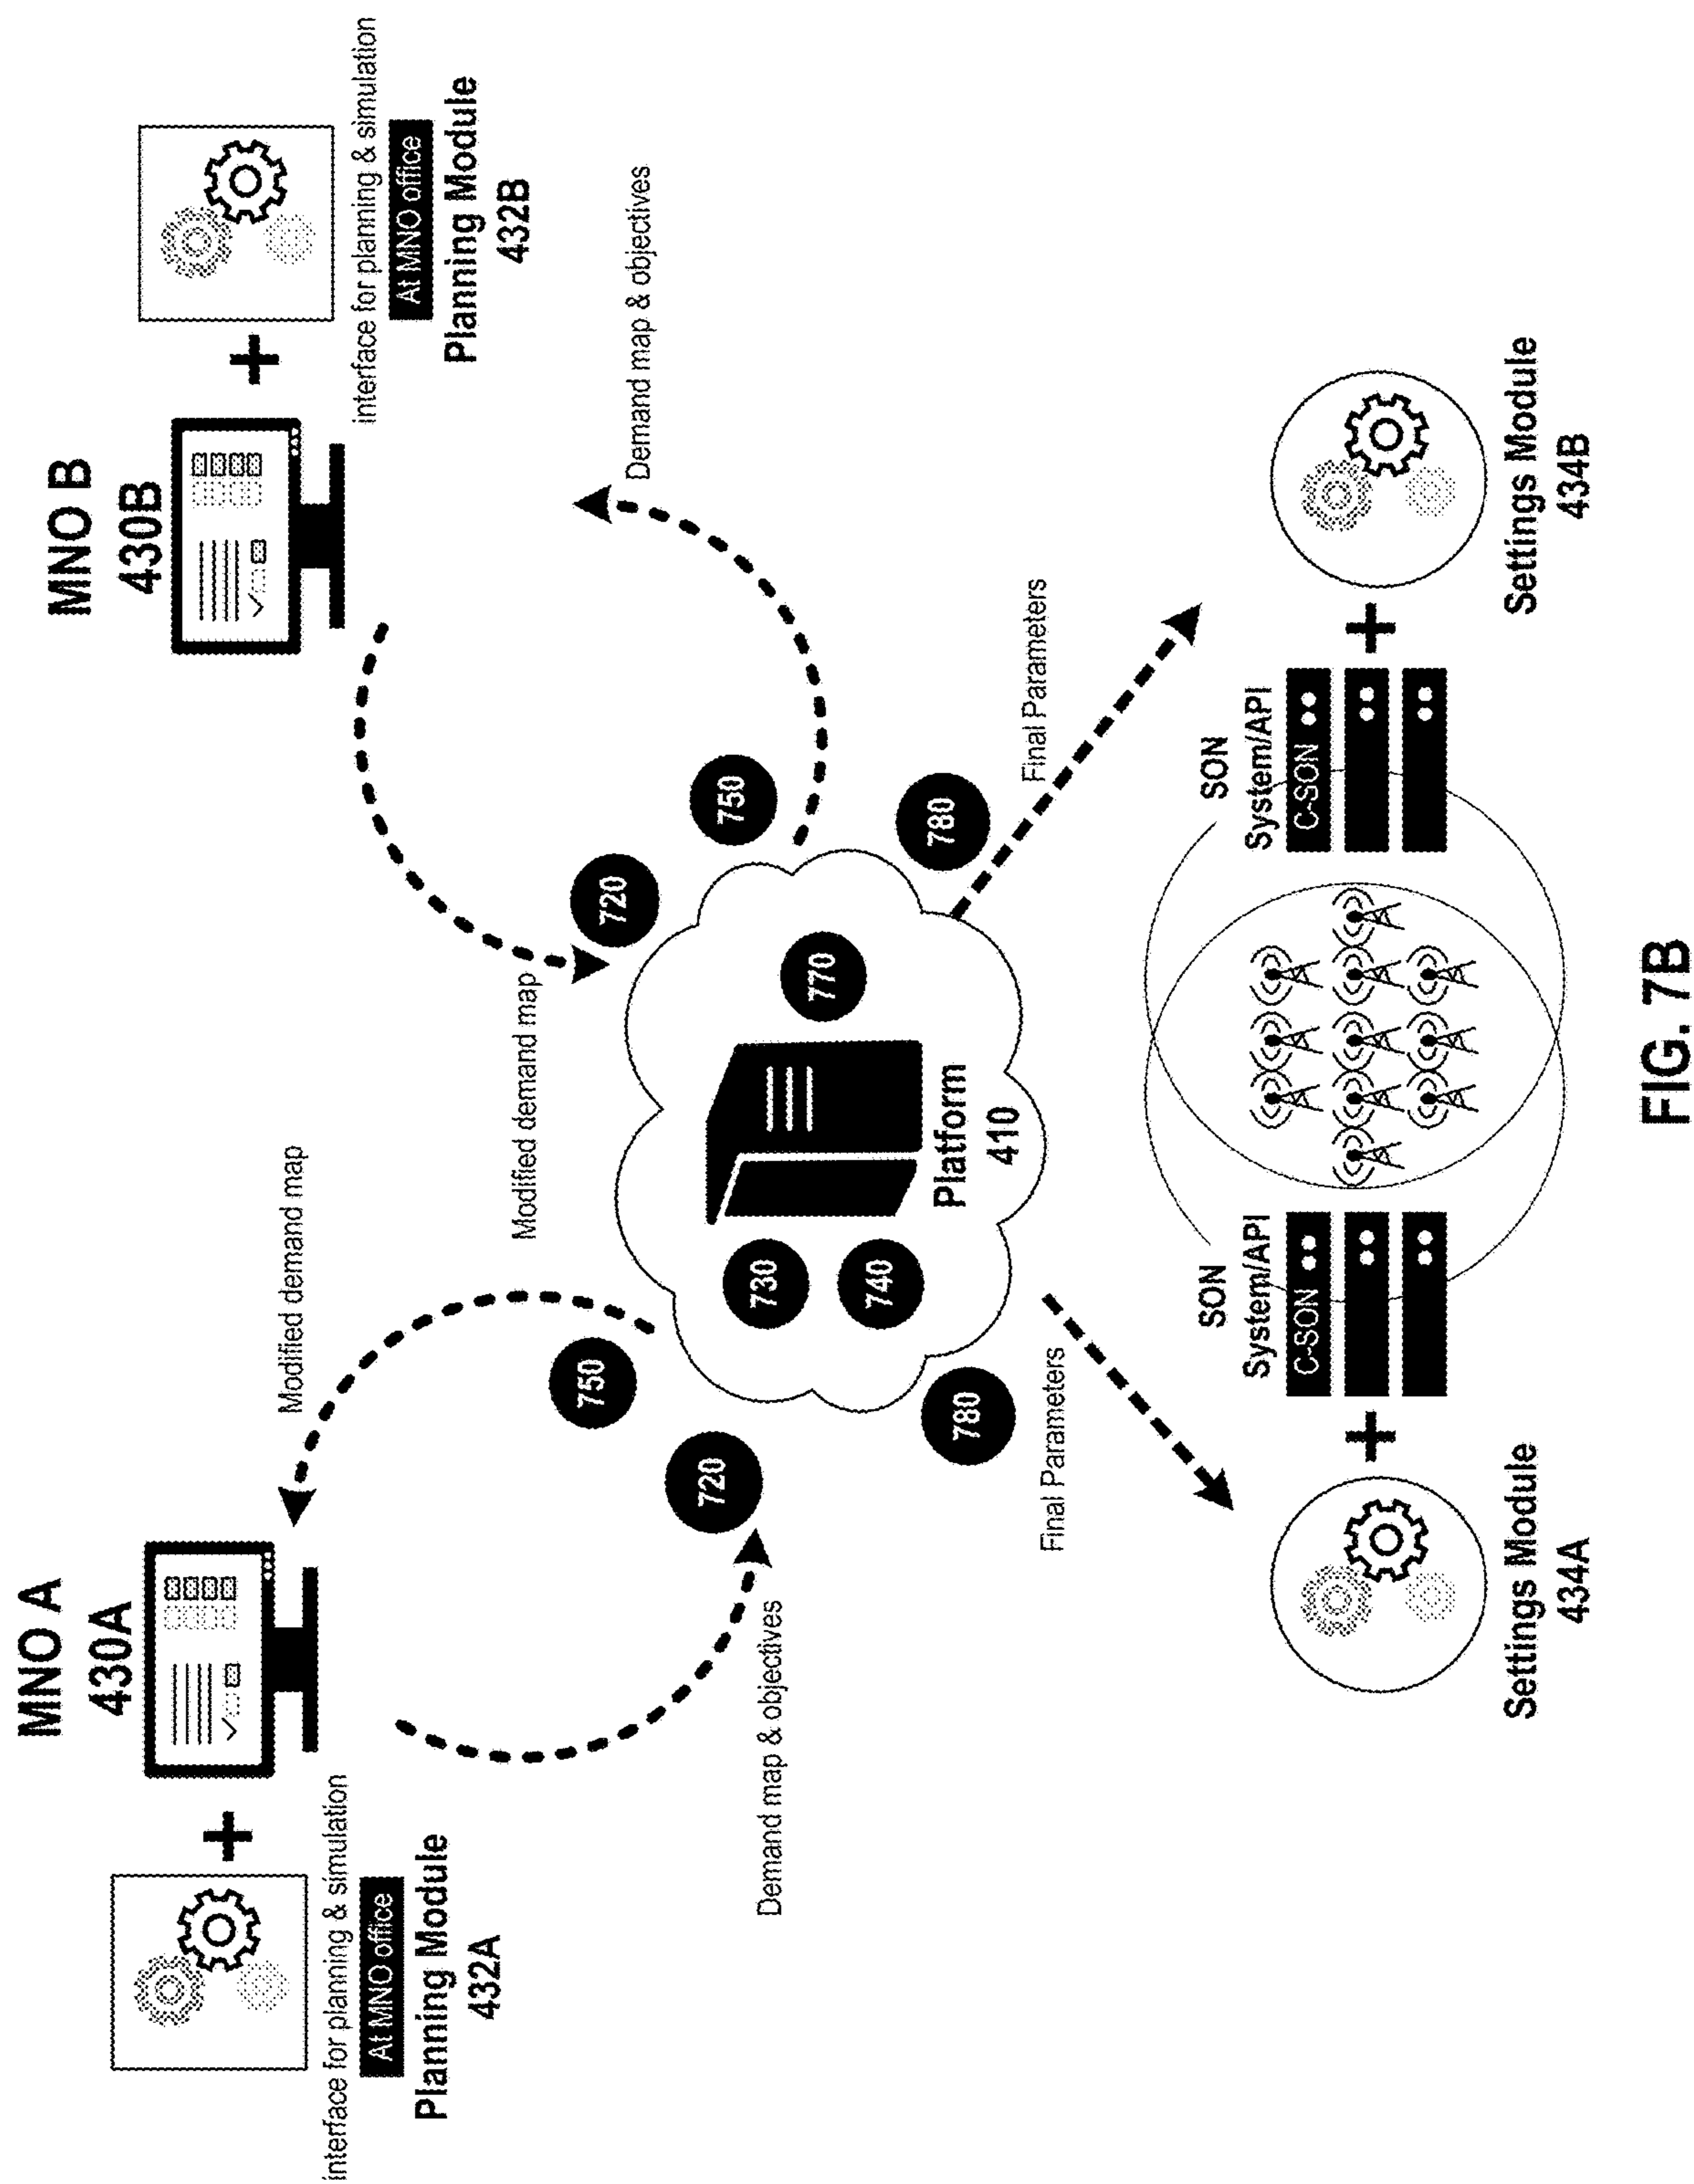 MNO A
430A
MNO B
430B
interface for planning & simulation
At MNO office
Planning Module
432A
interface for planning & simulation
At MNO office
Planning Module
432B
Modified demand map
Modified demand map
Demand map & objectives
Demand map & objectives
720
750
720
750
730
740
770
Platform
410
780
780
Final Parameters
Final Parameters
SON
System/API
C-SON
SON
System/API
C-SON
Settings Module
434A
Settings Module
434B
FIG. 7B